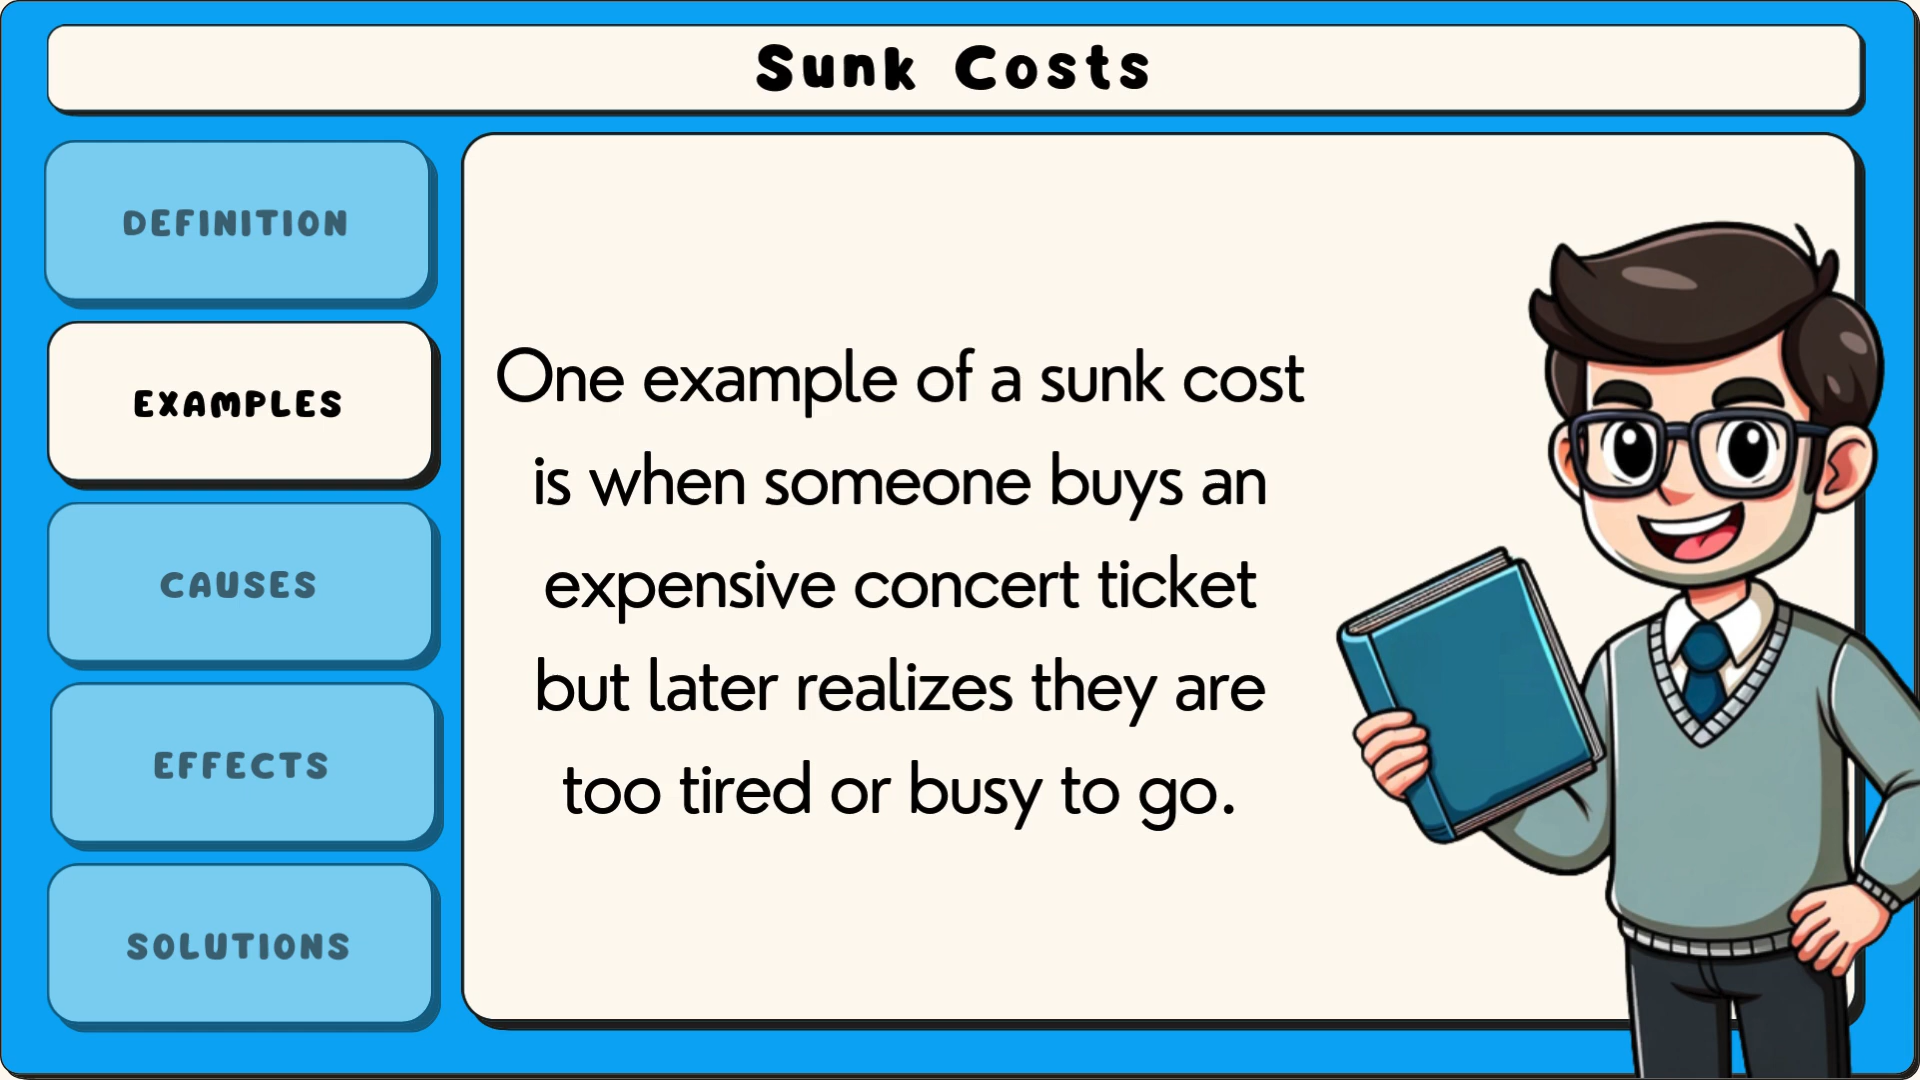 Sunk Costs
DEFINITION
EXAMPLES
CAUSES
EFFECTS
SOLUTIONS
One example of a sunk cost
is when someone buys an
expensive concert ticket
but later realizes they are
too tired or busy to go.